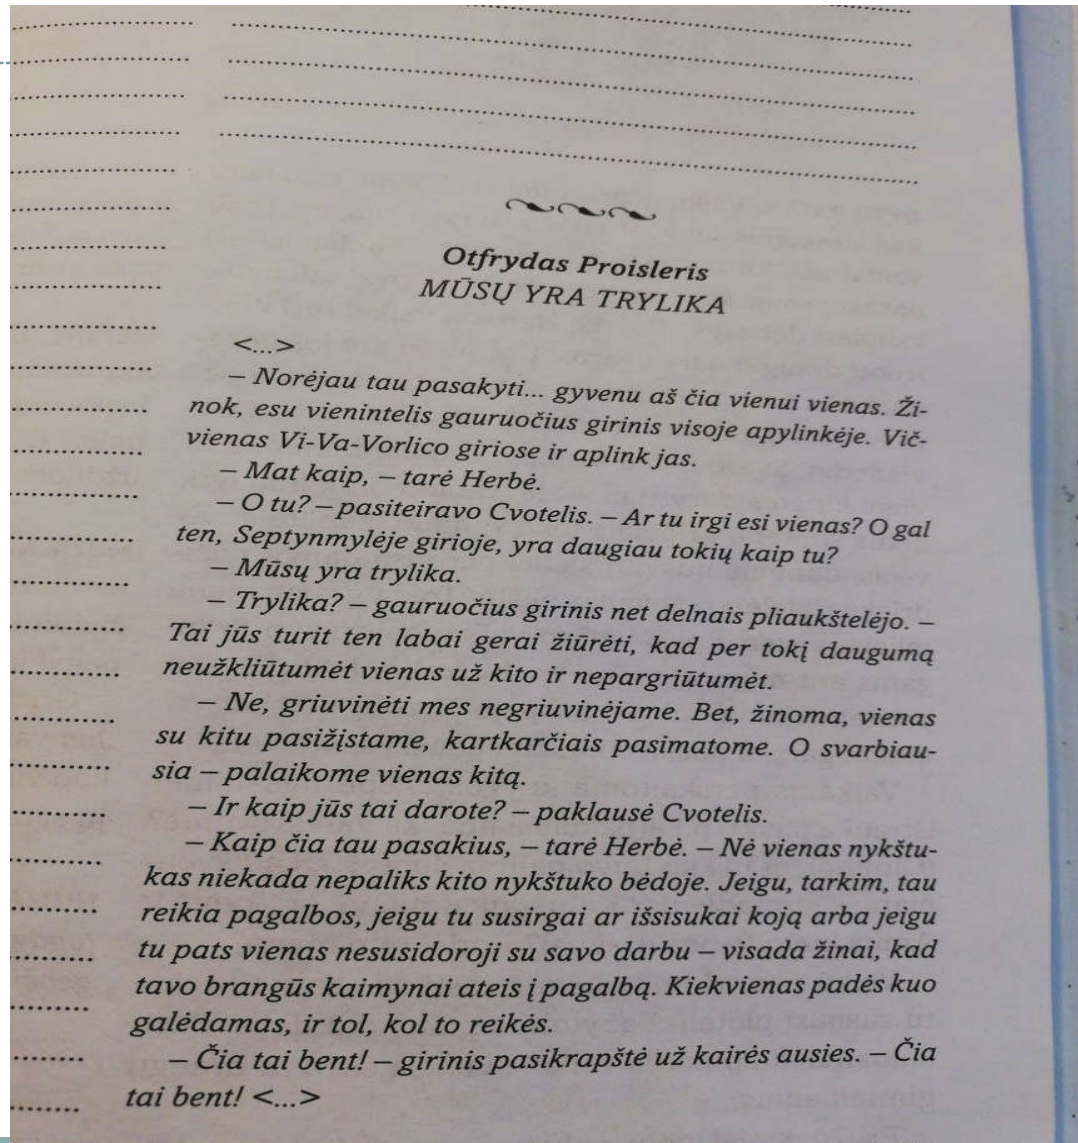 Otfrydas Proisleris
MŪSŲ YRA TRYLIKA
<...>
– Norėjau tau pasakyti... gyvenu aš čia vienui vienas. Ži-
nok, esu vienintelis gauruočius girinis visoje apylinkėje. Vič-
vienas Vi-Va-Vorlico giriose ir aplink jas.
– Mat kaip, – tarė Herbė.
– O tu? – pasiteiravo Cvotelis. – Ar tu irgi esi vienas? O gal
ten, Septynmylėje girioje, yra daugiau tokių kaip tu?
– Mūsų yra trylika.
– Trylika? – gauruočius girinis net delnais pliaukštelėjo. –
Tai jūs turit ten labai gerai žiūrėti, kad per tokį daugumą
neužkliūtumėt vienas už kito ir nepargriūtumėt.
– Ne, griuvinėti mes negriuvinėjame. Bet, žinoma, vienas
su kitu pasižįstame, kartkarčiais pasimatome. O svarbiau-
sia – palaikome vienas kitą.
– Ir kaip jūs tai darote? – paklausė Cvotelis.
– Kaip čia tau pasakius, – tarė Herbė. – Nė vienas nykštu-
kas niekada nepaliks kito nykštuko bėdoje. Jeigu, tarkim, tau
reikia pagalbos, jeigu tu susirgai ar išsisukai koją arba jeigu
tu pats vienas nesusidoroji su savo darbu – visada žinai, kad
tavo brangūs kaimynai ateis į pagalbą. Kiekvienas padės kuo
galėdamas, ir tol, kol to reikės.
– Čia tai bent! – girinis pasikrapštė už kairės ausies. – Čia
tai bent! <...>